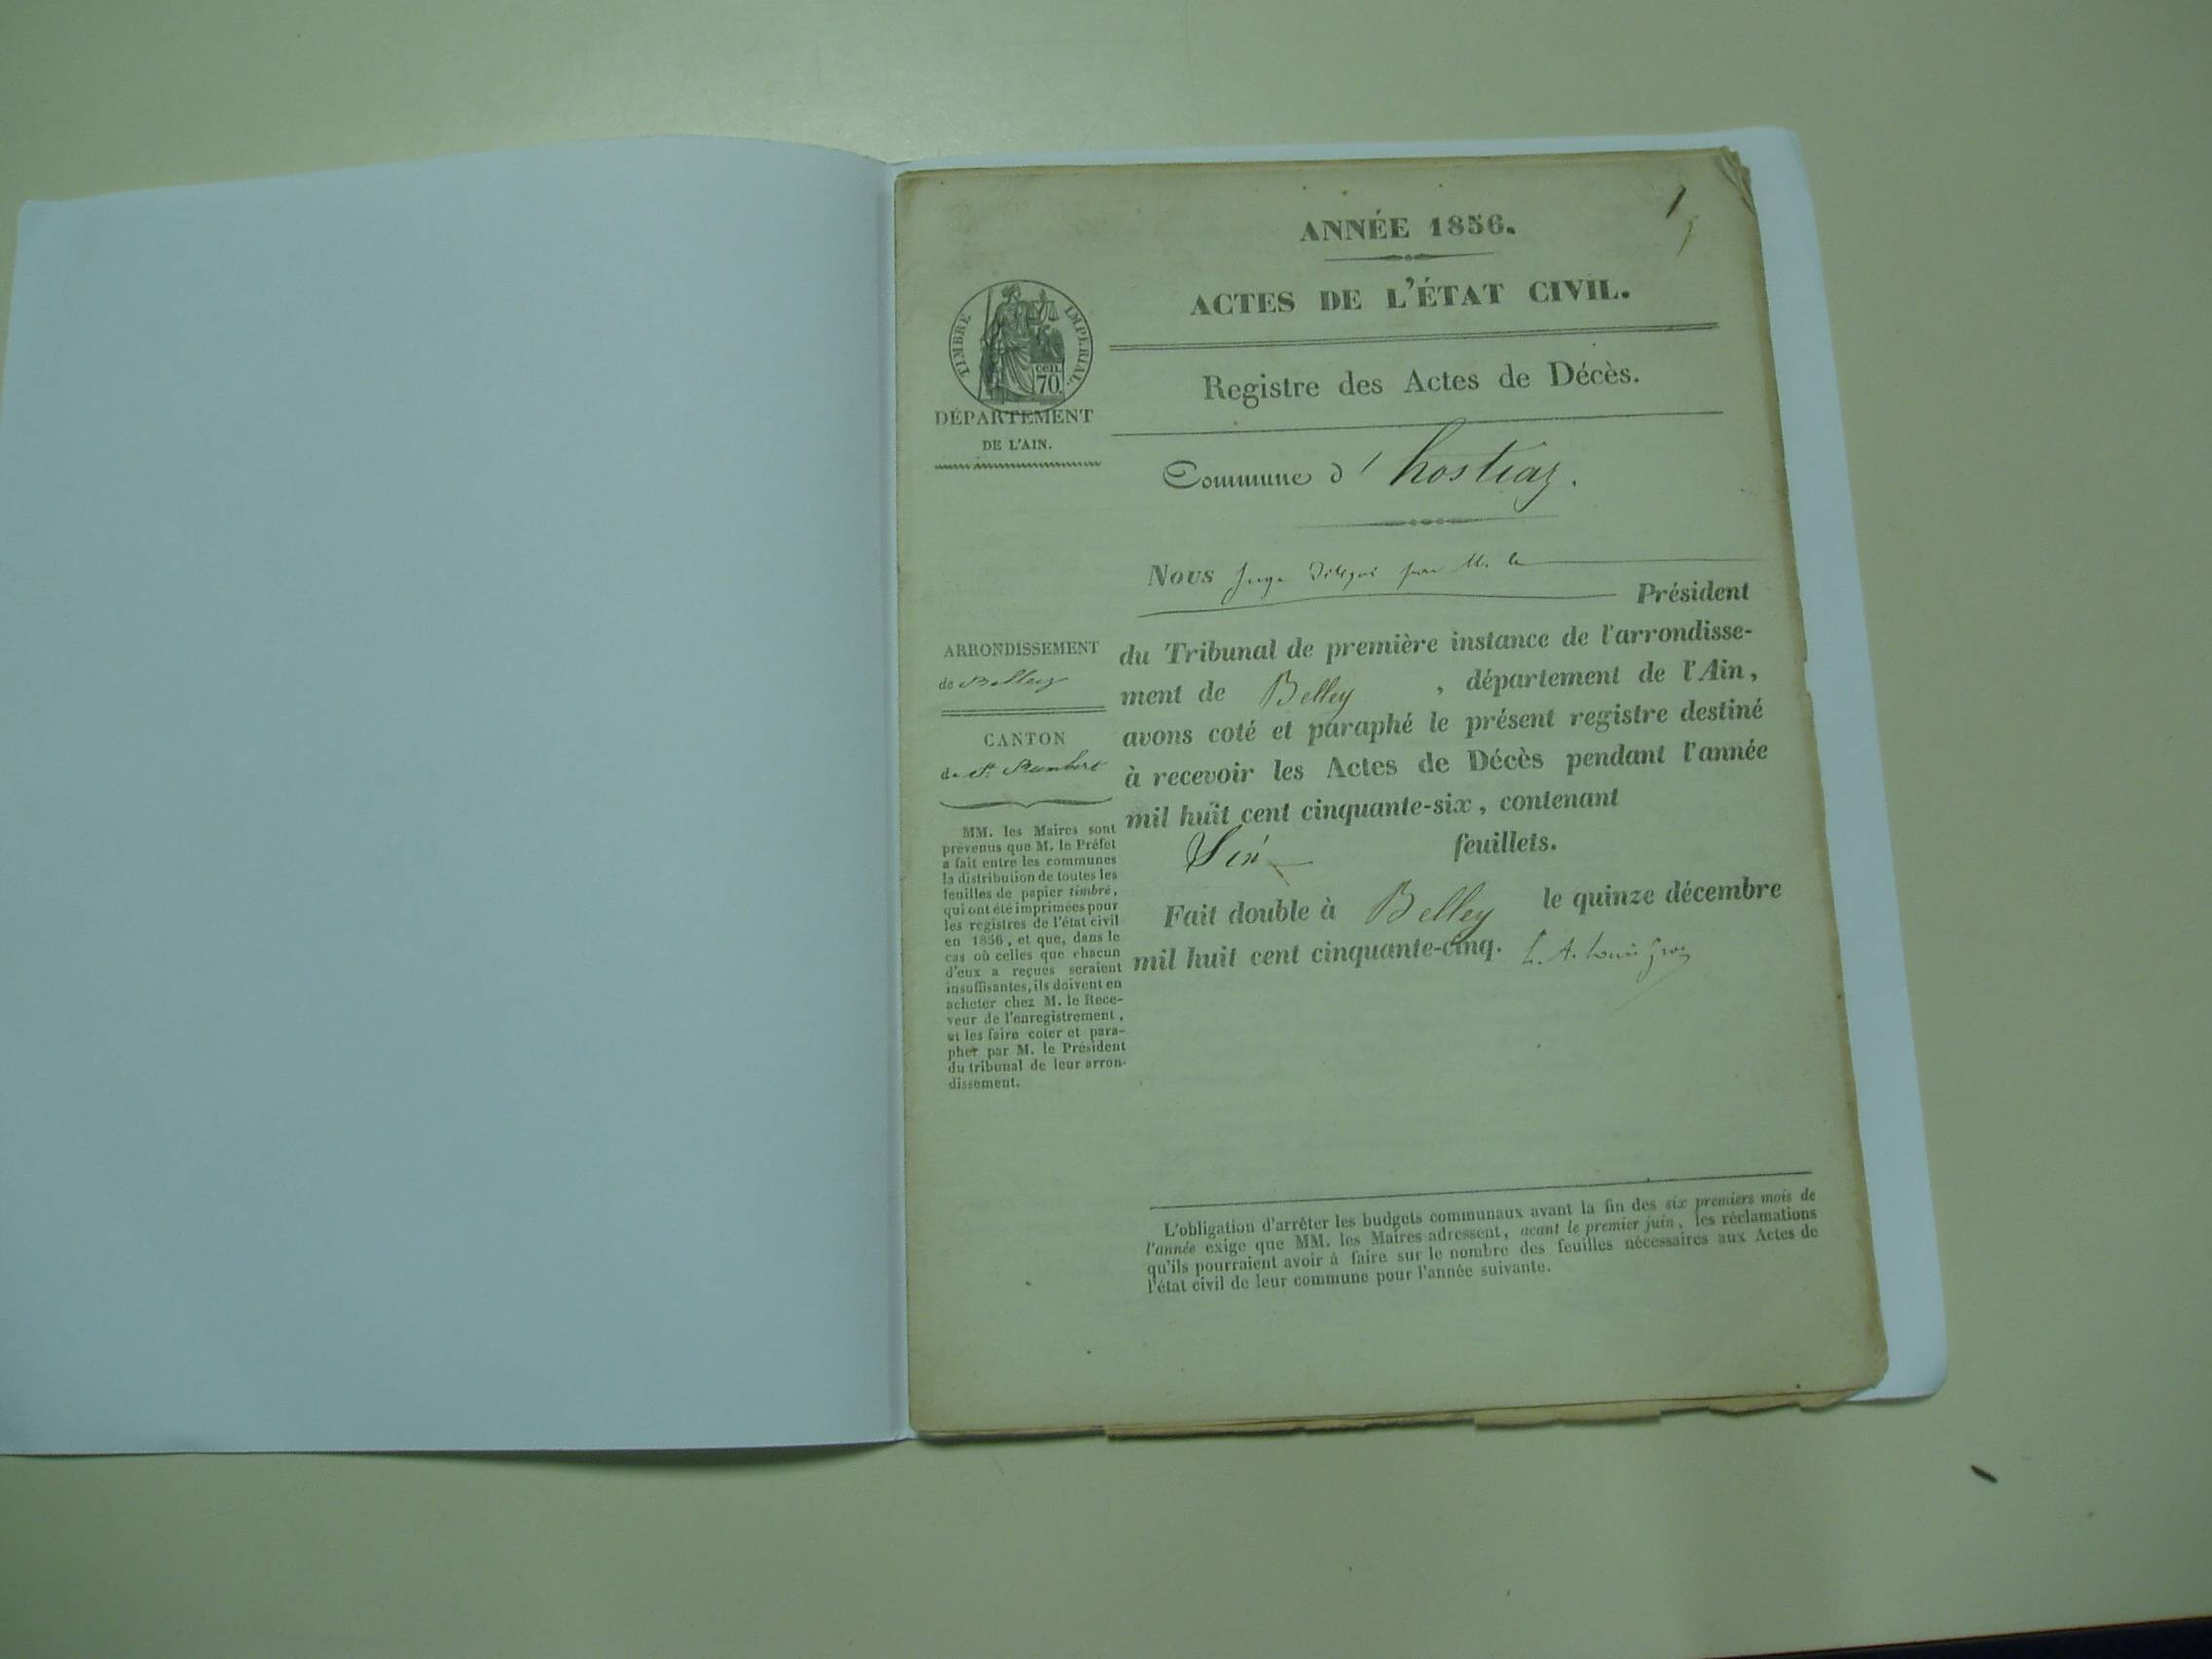 1
ANNÉE 1856.
ACTES DE L'ÉTAT CIVIL.
TIMBRE IMPERIAL.
cen.
70.
DÉPARTEMENT
DE L'AIN.
Registre des Actes de Décès.
Commune d'hostiaz.
Nous Juge délégué par M. le
Président
du Tribunal de première instance de l'arrondisse-
ment de Belley, département de l'Ain,
avons coté et paraphé le présent registre destiné
à recevoir les Actes de Décès pendant l'année
mil huit cent cinquante-six, contenant
Six feuillets.
Fait double à Belley le quinze décembre
mil huit cent cinquante-cinq.
ARRONDISSEMENT
de Belley
CANTON
de St. Rambert
MM. les Maires sont
prévenus que M. le Préfet
a fait entre les communes
la distribution de toutes les
feuilles de papier timbré,
qui ont été imprimées pour
les registres de l'état civil
en 1856, et que, dans le
cas où celles que chacun
d'eux a reçues seraient
insuffisantes, ils doivent en
acheter chez M. le Rece-
veur de l'enregistrement,
et les faire coter et para-
pher par M. le Président
du tribunal de leur arron-
dissement.
L'obligation d'arrêter les budgets communaux avant la fin des six premiers mois de
l'année exige que MM. les Maires adressent, avant le premier juin, les réclamations
qu'ils pourraient avoir à faire sur le nombre des feuilles nécessaires aux Actes de
l'état civil de leur commune pour l'année suivante.